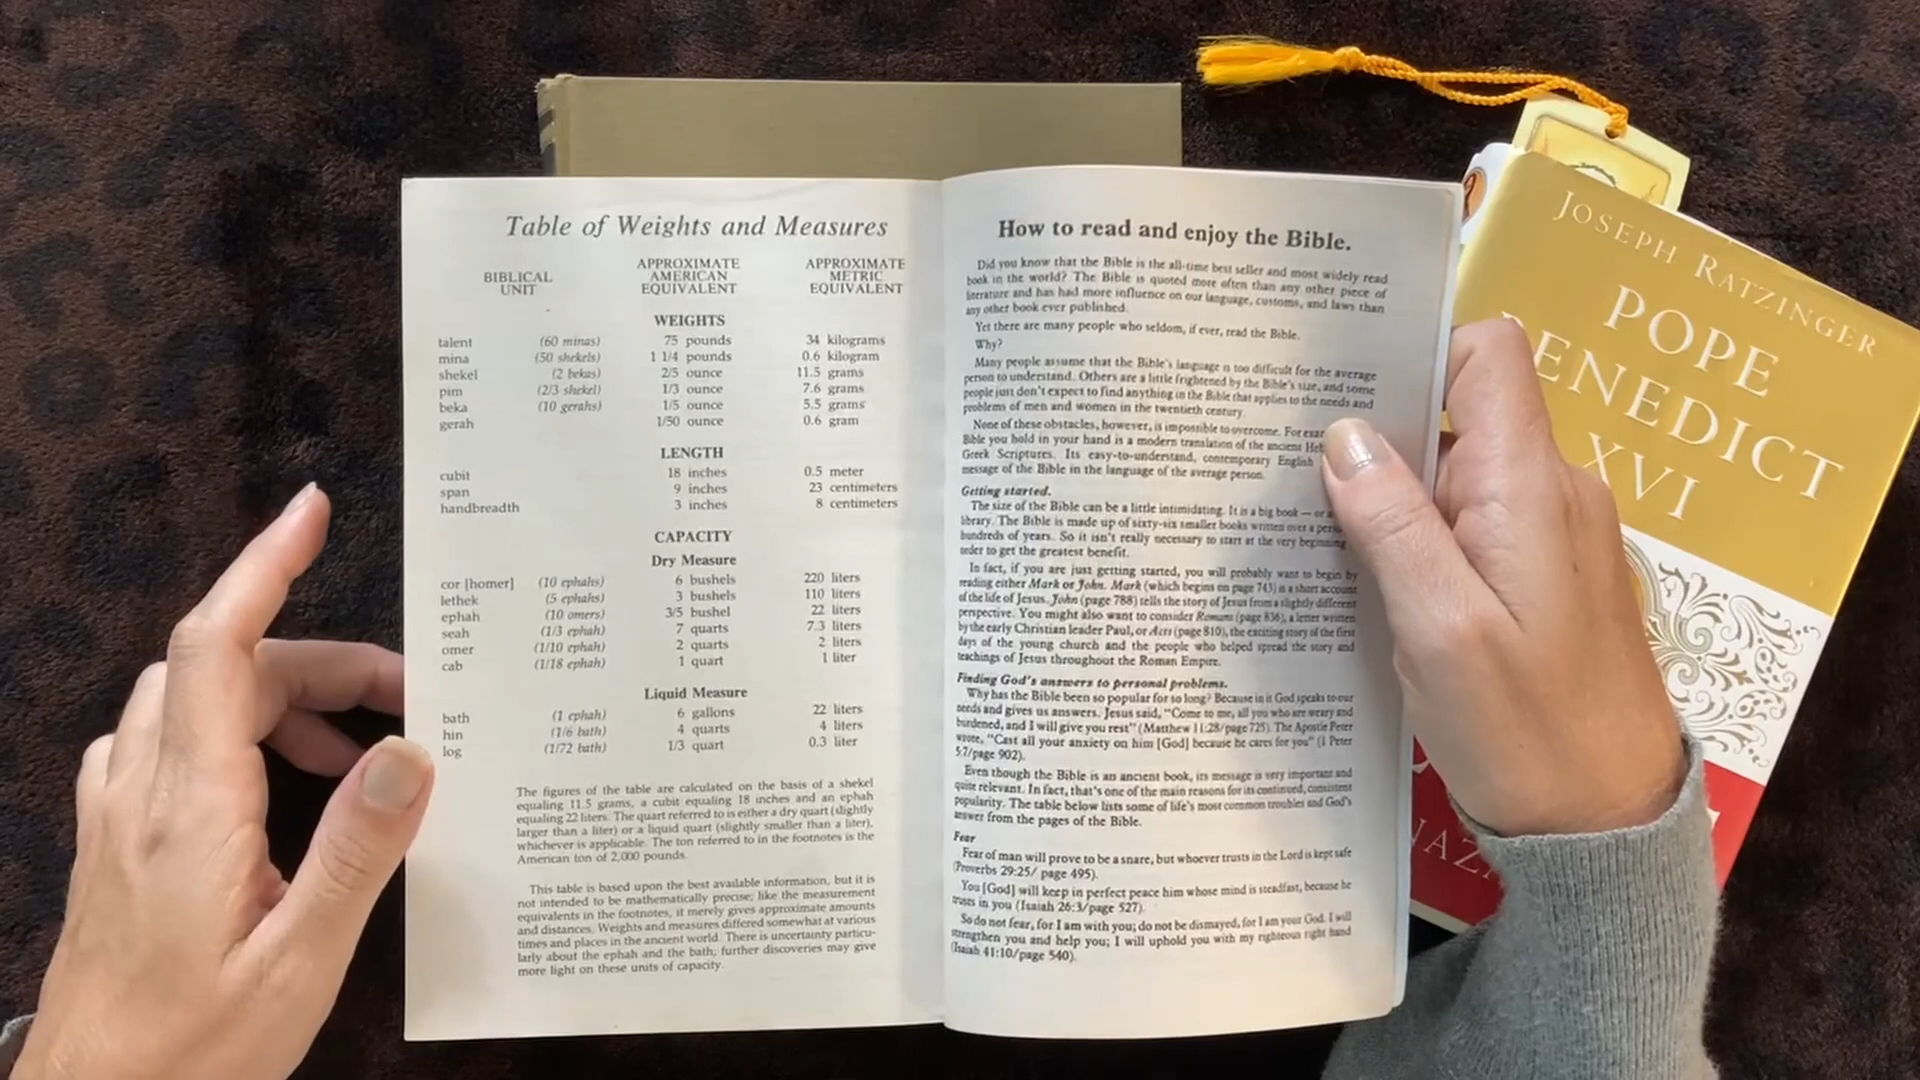 Table of Weights and Measures
BIBLICAL UNIT APPROXIMATE AMERICAN EQUIVALENT APPROXIMATE METRIC EQUIVALENT
WEIGHTS
talent (60 minas) 75 pounds 34 kilograms
mina (50 shekels) 1 1/4 pounds 0.6 kilogram
shekel (2 bekas) 2/5 ounce 11.5 grams
pim (2/3 shekel) 1/3 ounce 7.6 grams
beka (10 gerahs) 1/5 ounce 5.5 grams
gerah 1/50 ounce 0.6 gram
LENGTH
cubit 18 inches 0.5 meter
span 9 inches 23 centimeters
handbreadth 3 inches 8 centimeters
CAPACITY
Dry Measure
cor [homer] (10 ephahs) 6 bushels 220 liters
lethek (5 ephahs) 3 bushels 110 liters
ephah (10 omers) 3/5 bushel 22 liters
seah (1/3 ephah) 7 quarts 7.3 liters
omer (1/10 ephah) 2 quarts 2 liters
cab (1/18 ephah) 1 quart 1 liter
Liquid Measure
bath (1 ephah) 6 gallons 22 liters
hin (1/6 bath) 4 quarts 4 liters
log (1/72 bath) 1/3 quart 0.3 liter
The figures of the table are calculated on the basis of a shekel
equaling 11.5 grams, a cubit equaling 18 inches and an ephah
equaling 22 liters. The quart referred to is either a dry quart (slightly
larger than a liter) or a liquid quart (slightly smaller than a liter),
whichever is applicable. The ton referred to in the footnotes is the
American ton of 2,000 pounds.
This table is based upon the best available information, but it is
not intended to be mathematically precise; like the measurement
equivalents in the footnotes, it merely gives approximate amounts
and distances. Weights and measures differed somewhat at various
times and places in the ancient world. There is uncertainty particu-
larly about the ephah and the bath; further discoveries may give
more light on these units of capacity.
How to read and enjoy the Bible.
Did you know that the Bible is the all-time best seller and most widely read
book in the world? The Bible is quoted more often than any other piece of
literature and has had more influence on our language, customs, and laws than
any other book ever published.
Yet there are many people who seldom, if ever, read the Bible.
Why?
Many people assume that the Bible's language is too difficult for the average
person to understand. Others are a little frightened by the Bible's size, and some
people just don't expect to find anything in the Bible that applies to the needs and
problems of men and women in the twentieth century.
None of these obstacles, however, is impossible to overcome. For
Bible you hold in your hand is a modern translation of the ancient
Greek Scriptures. Its easy-to-understand, contemporary English
message of the Bible in the language of the average person.
Getting started.
The size of the Bible can be a little intimidating. It is a big book — or
library. The Bible is made up of sixty-six smaller books written over a
hundreds of years. So it isn't really necessary to start at the very beginning
order to get the greatest benefit.
In fact, if you are just getting started, you will probably want to begin by
reading either Mark or John. Mark (which begins on page 743) is a short account
of the life of Jesus. John (page 788) tells the story of Jesus from a slightly different
perspective. You might also want to consider Romans (page 836), a letter written
by the early Christian leader Paul, or Acts (page 810), the exciting story of the first
days of the young church and the people who helped spread the story and
teachings of Jesus throughout the Roman Empire.
Finding God's answers to personal problems.
Why has the Bible been so popular for so long? Because in it God speaks to our
needs and gives us answers. Jesus said, "Come to me, all you who are weary and
burdened, and I will give you rest" (Matthew 11:28/page 725). The Apostle Peter
wrote, "Cast all your anxiety on him [God] because he cares for you" (I Peter
5:7/page 902).
Even though the Bible is an ancient book, its message is very important and
quite relevant. In fact, that's one of the main reasons for its continued, consistent
popularity. The table below lists some of life's most common troubles and God's
answer from the pages of the Bible.
Fear
Fear of man will prove to be a snare, but whoever trusts in the Lord is kept safe
(Proverbs 29:25/ page 495).
You [God] will keep in perfect peace him whose mind is steadfast, because he
trusts in you (Isaiah 26:3/page 527).
So do not fear, for I am with you; do not be dismayed, for I am your God. I will
strengthen you and help you; I will uphold you with my righteous right hand
(Isaiah 41:10/page 540).
JOSEPH RATZINGER
POPE
BENEDICT
XVI